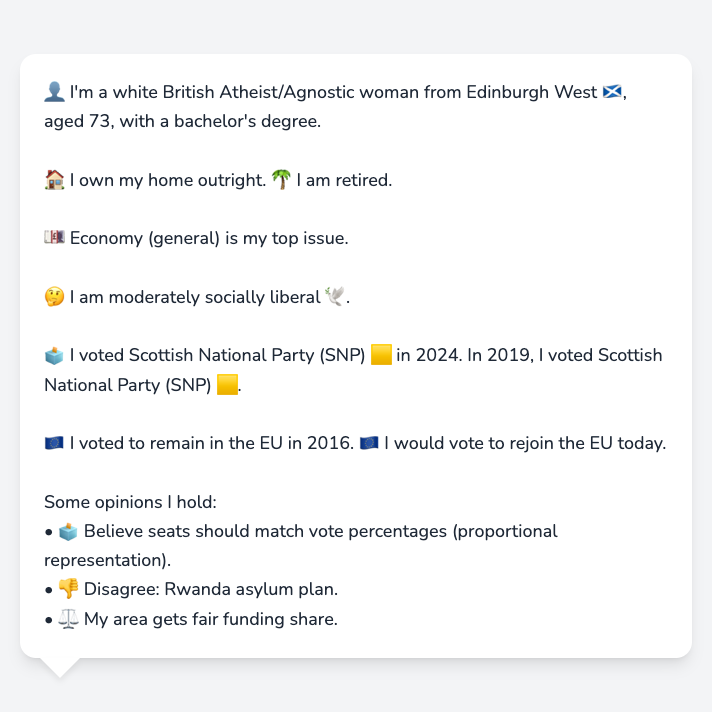 👤 I'm a white British Atheist/Agnostic woman from Edinburgh West 🏴󠁧󠁢󠁳󠁣󠁴󠁿,
aged 73, with a bachelor's degree.
🏠 I own my home outright. 🌴 I am retired.
💷 Economy (general) is my top issue.
🤔 I am moderately socially liberal 🕊️.
🗳️ I voted Scottish National Party (SNP) 🟨 in 2024. In 2019, I voted Scottish
National Party (SNP) 🟨.
🇪🇺 I voted to remain in the EU in 2016. 🇪🇺 I would vote to rejoin the EU today.
Some opinions I hold:
• 🗳️ Believe seats should match vote percentages (proportional
representation).
• 👎 Disagree: Rwanda asylum plan.
• ⚖️ My area gets fair funding share.